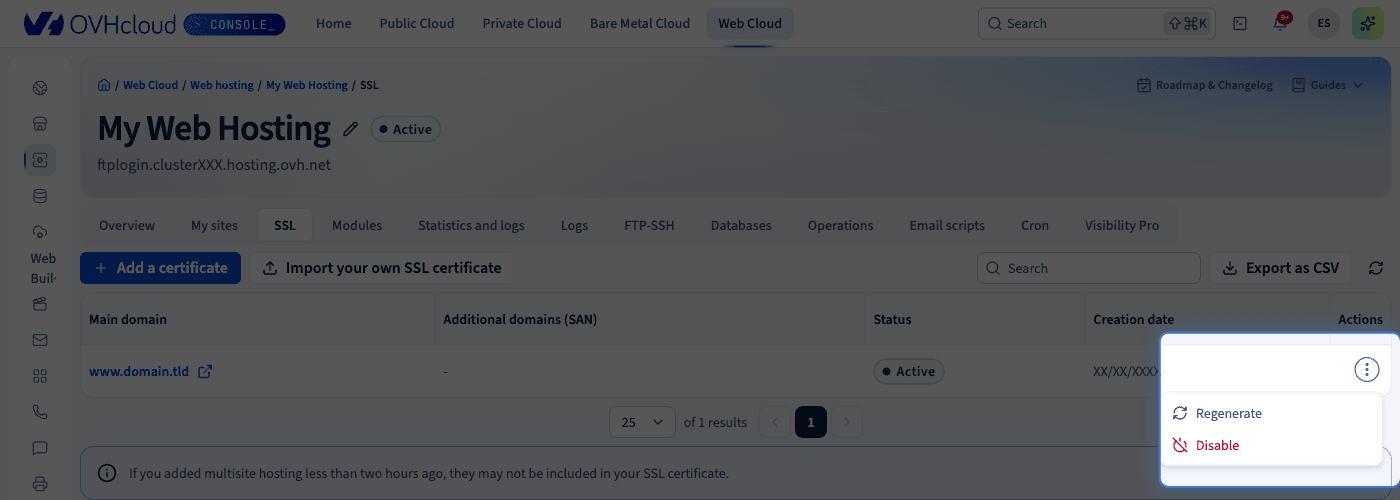 OVHcloud CONSOLE_ Home Public Cloud Private Cloud Bare Metal Cloud Web Cloud Search ⇧⌘K 9+ ES
/ Web Cloud / Web hosting / My Web Hosting / SSL Roadmap & Changelog Guides
My Web Hosting Active
ftplogin.clusterXXX.hosting.ovh.net
Overview My sites SSL Modules Statistics and logs Logs FTP-SSH Databases Operations Email scripts Cron Visibility Pro
Web
Buil
+ Add a certificate Import your own SSL certificate Search Export as CSV
Main domain Additional domains (SAN) Status Creation date Actions
www.domain.tld - Active XX/XX/XXXX
Regenerate
Disable
25 of 1 results 1
If you added multisite hosting less than two hours ago, they may not be included in your SSL certificate.